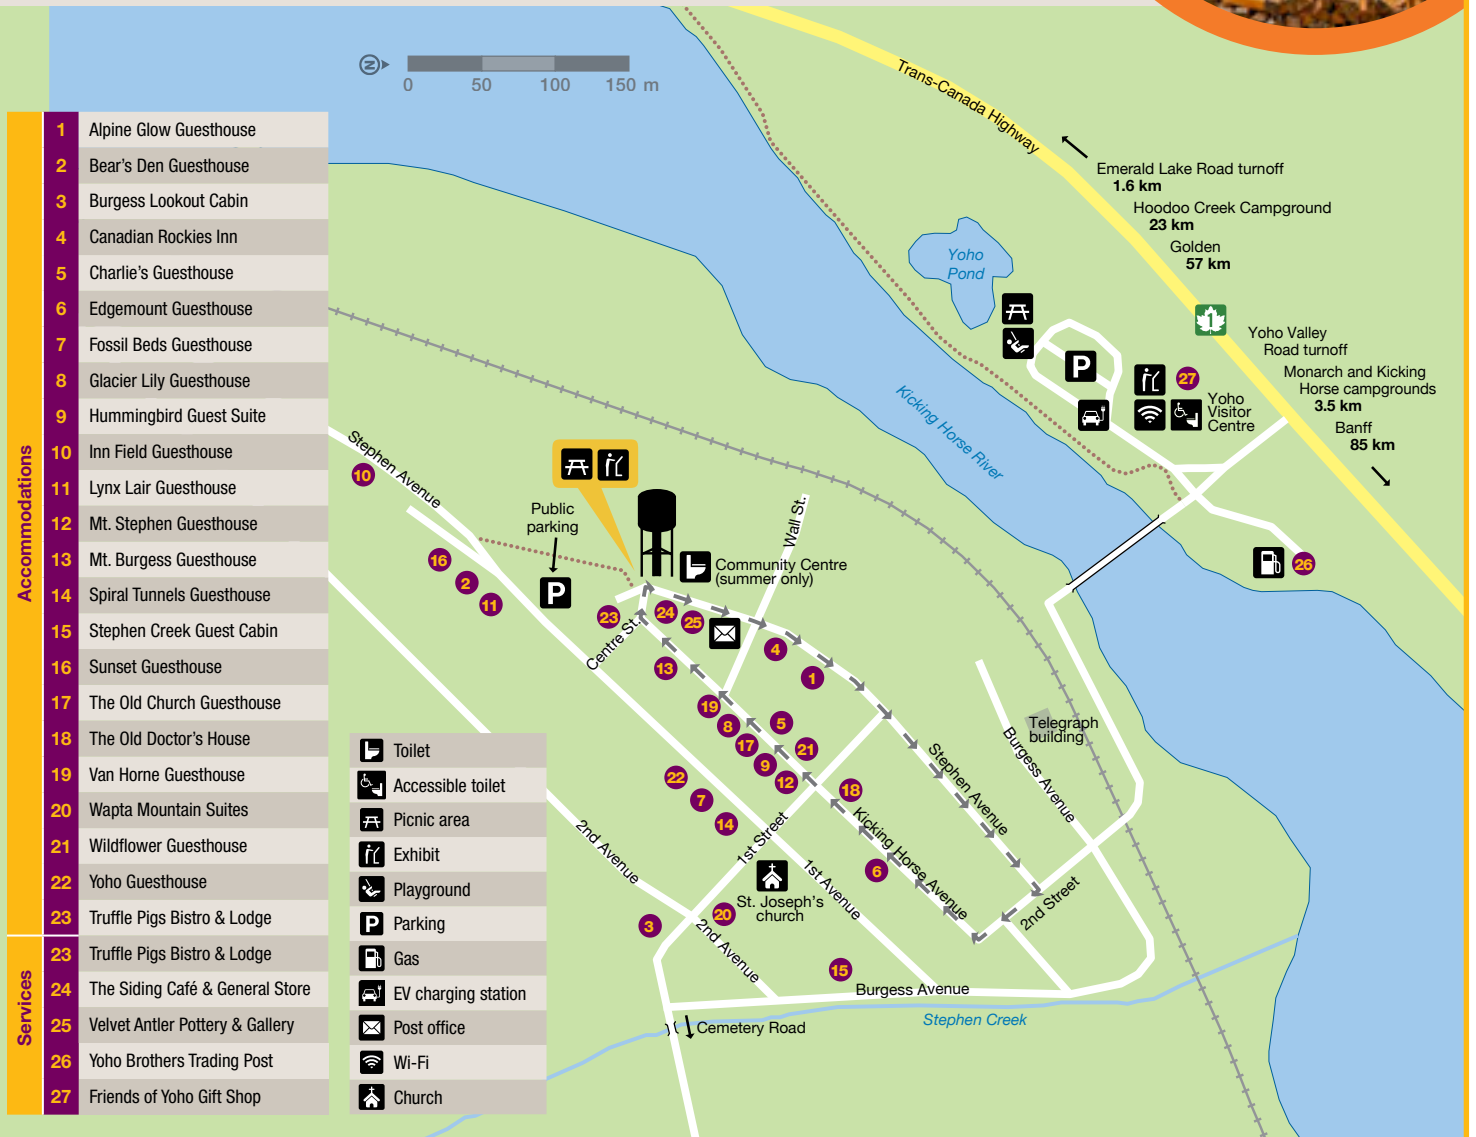 N
0 50 100 150 m
Accommodations
1 Alpine Glow Guesthouse
2 Bear's Den Guesthouse
3 Burgess Lookout Cabin
4 Canadian Rockies Inn
5 Charlie's Guesthouse
6 Edgemount Guesthouse
7 Fossil Beds Guesthouse
8 Glacier Lily Guesthouse
9 Hummingbird Guest Suite
10 Inn Field Guesthouse
11 Lynx Lair Guesthouse
12 Mt. Stephen Guesthouse
13 Mt. Burgess Guesthouse
14 Spiral Tunnels Guesthouse
15 Stephen Creek Guest Cabin
16 Sunset Guesthouse
17 The Old Church Guesthouse
18 The Old Doctor's House
19 Van Horne Guesthouse
20 Wapta Mountain Suites
21 Wildflower Guesthouse
22 Yoho Guesthouse
23 Truffle Pigs Bistro & Lodge
Services
23 Truffle Pigs Bistro & Lodge
24 The Siding Café & General Store
25 Velvet Antler Pottery & Gallery
26 Yoho Brothers Trading Post
27 Friends of Yoho Gift Shop
Toilet
Accessible toilet
Picnic area
Exhibit
Playground
P Parking
Gas
EV charging station
Post office
Wi-Fi
Church
Trans-Canada Highway
Emerald Lake Road turnoff
1.6 km
Hoodoo Creek Campground
23 km
Golden
57 km
1
Yoho Valley
Road turnoff
Monarch and Kicking
Horse campgrounds
3.5 km
Banff
85 km
Yoho
Pond
P
27
Yoho
Visitor
Centre
26
Kicking Horse River
Stephen Avenue
10
16
2
11
Public
parking
P
Community Centre
(summer only)
Wall St.
Centre St.
23
24
25
4
1
13
19
8
17
9
12
5
21
18
22
7
14
6
Stephen Avenue
Kicking Horse Avenue
Telegraph
building
Burgess Avenue
2nd Street
1st Street
1st Avenue
2nd Avenue
2nd Avenue
St. Joseph's
church
20
3
15
Burgess Avenue
Stephen Creek
Cemetery Road